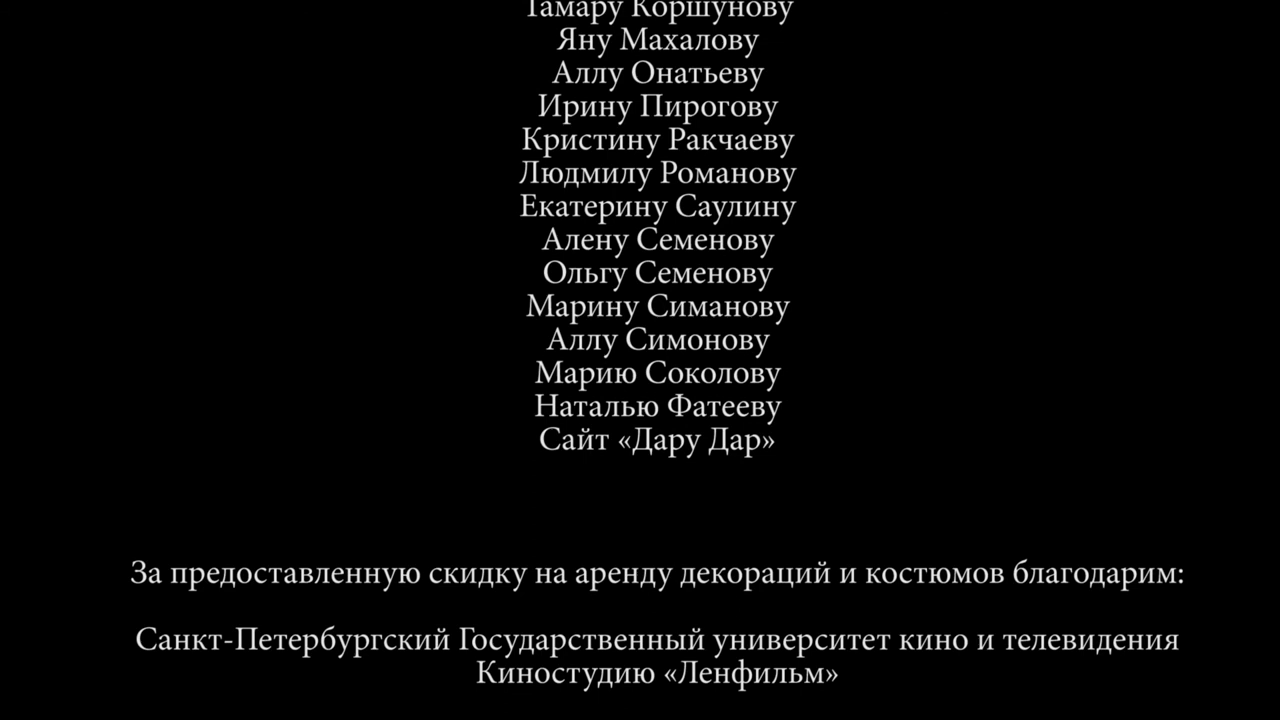 Тамару Коршунову
Яну Махалову
Аллу Онатьеву
Ирину Пирогову
Кристину Ракчаеву
Людмилу Романову
Екатерину Саулину
Алену Семенову
Ольгу Семенову
Марину Симанову
Аллу Симонову
Марию Соколову
Наталью Фатееву
Сайт «Дару Дар»
За предоставленную скидку на аренду декораций и костюмов благодарим:
Санкт-Петербургский Государственный университет кино и телевидения
Киностудию «Ленфильм»